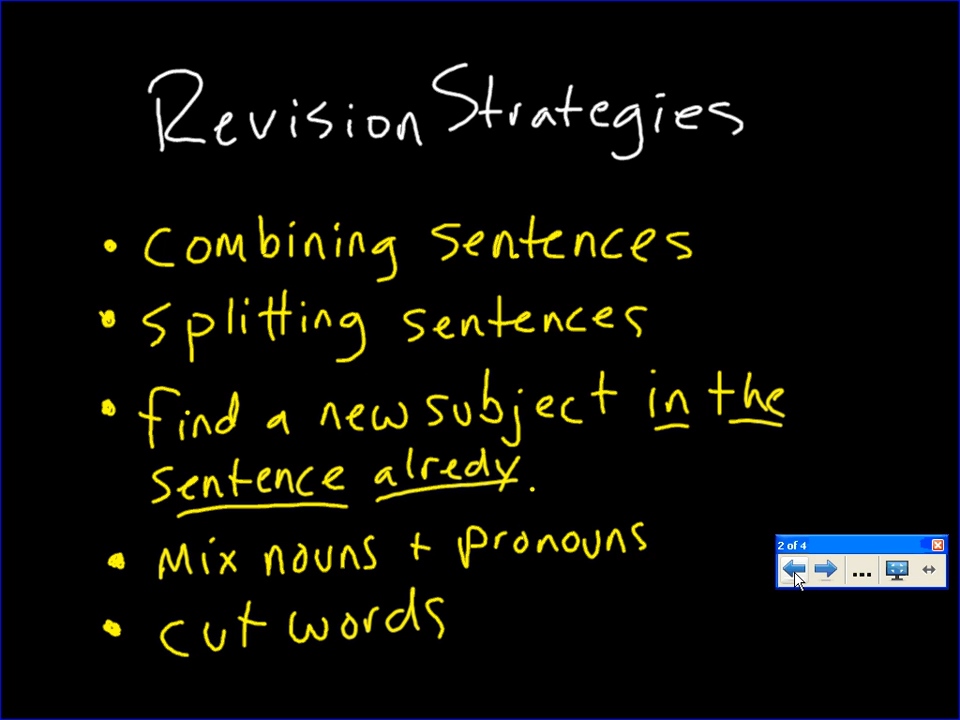 Revision Strategies
• combining sentences
• splitting sentences
• find a new subject in the
sentence alredy.
• Mix nouns + pronouns
• cut words
2 of 4
...